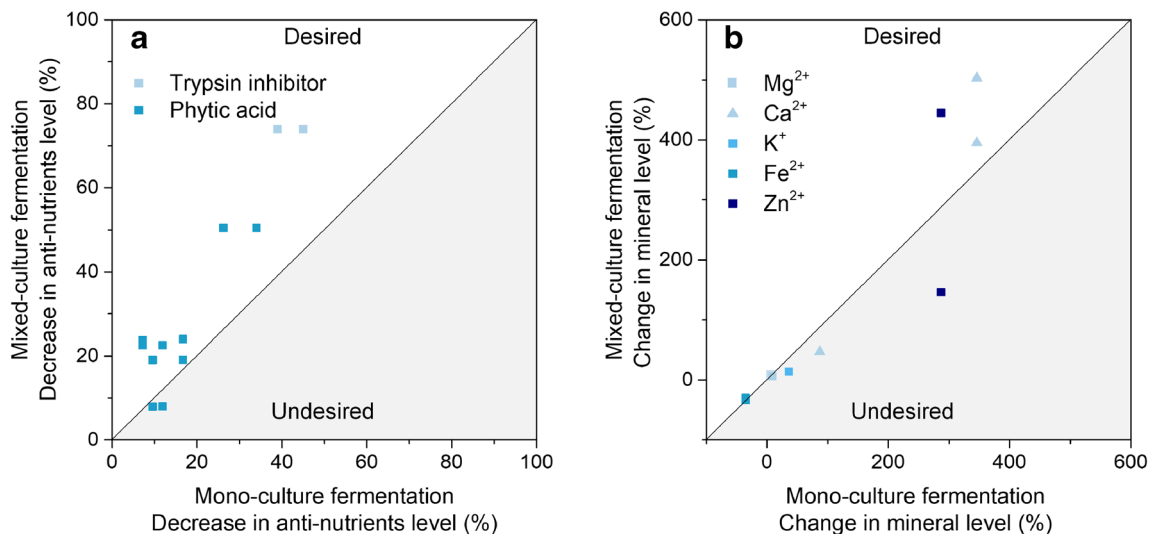 a
Desired
Trypsin inhibitor
Phytic acid
Undesired
100
80
60
40
20
0
0
20
40
60
80
100
Mixed-culture fermentation
Decrease in anti-nutrients level (%)
Mono-culture fermentation
Decrease in anti-nutrients level (%)
b
Desired
Mg²⁺
Ca²⁺
K⁺
Fe²⁺
Zn²⁺
Undesired
600
400
200
0
0
200
400
600
Mixed-culture fermentation
Change in mineral level (%)
Mono-culture fermentation
Change in mineral level (%)